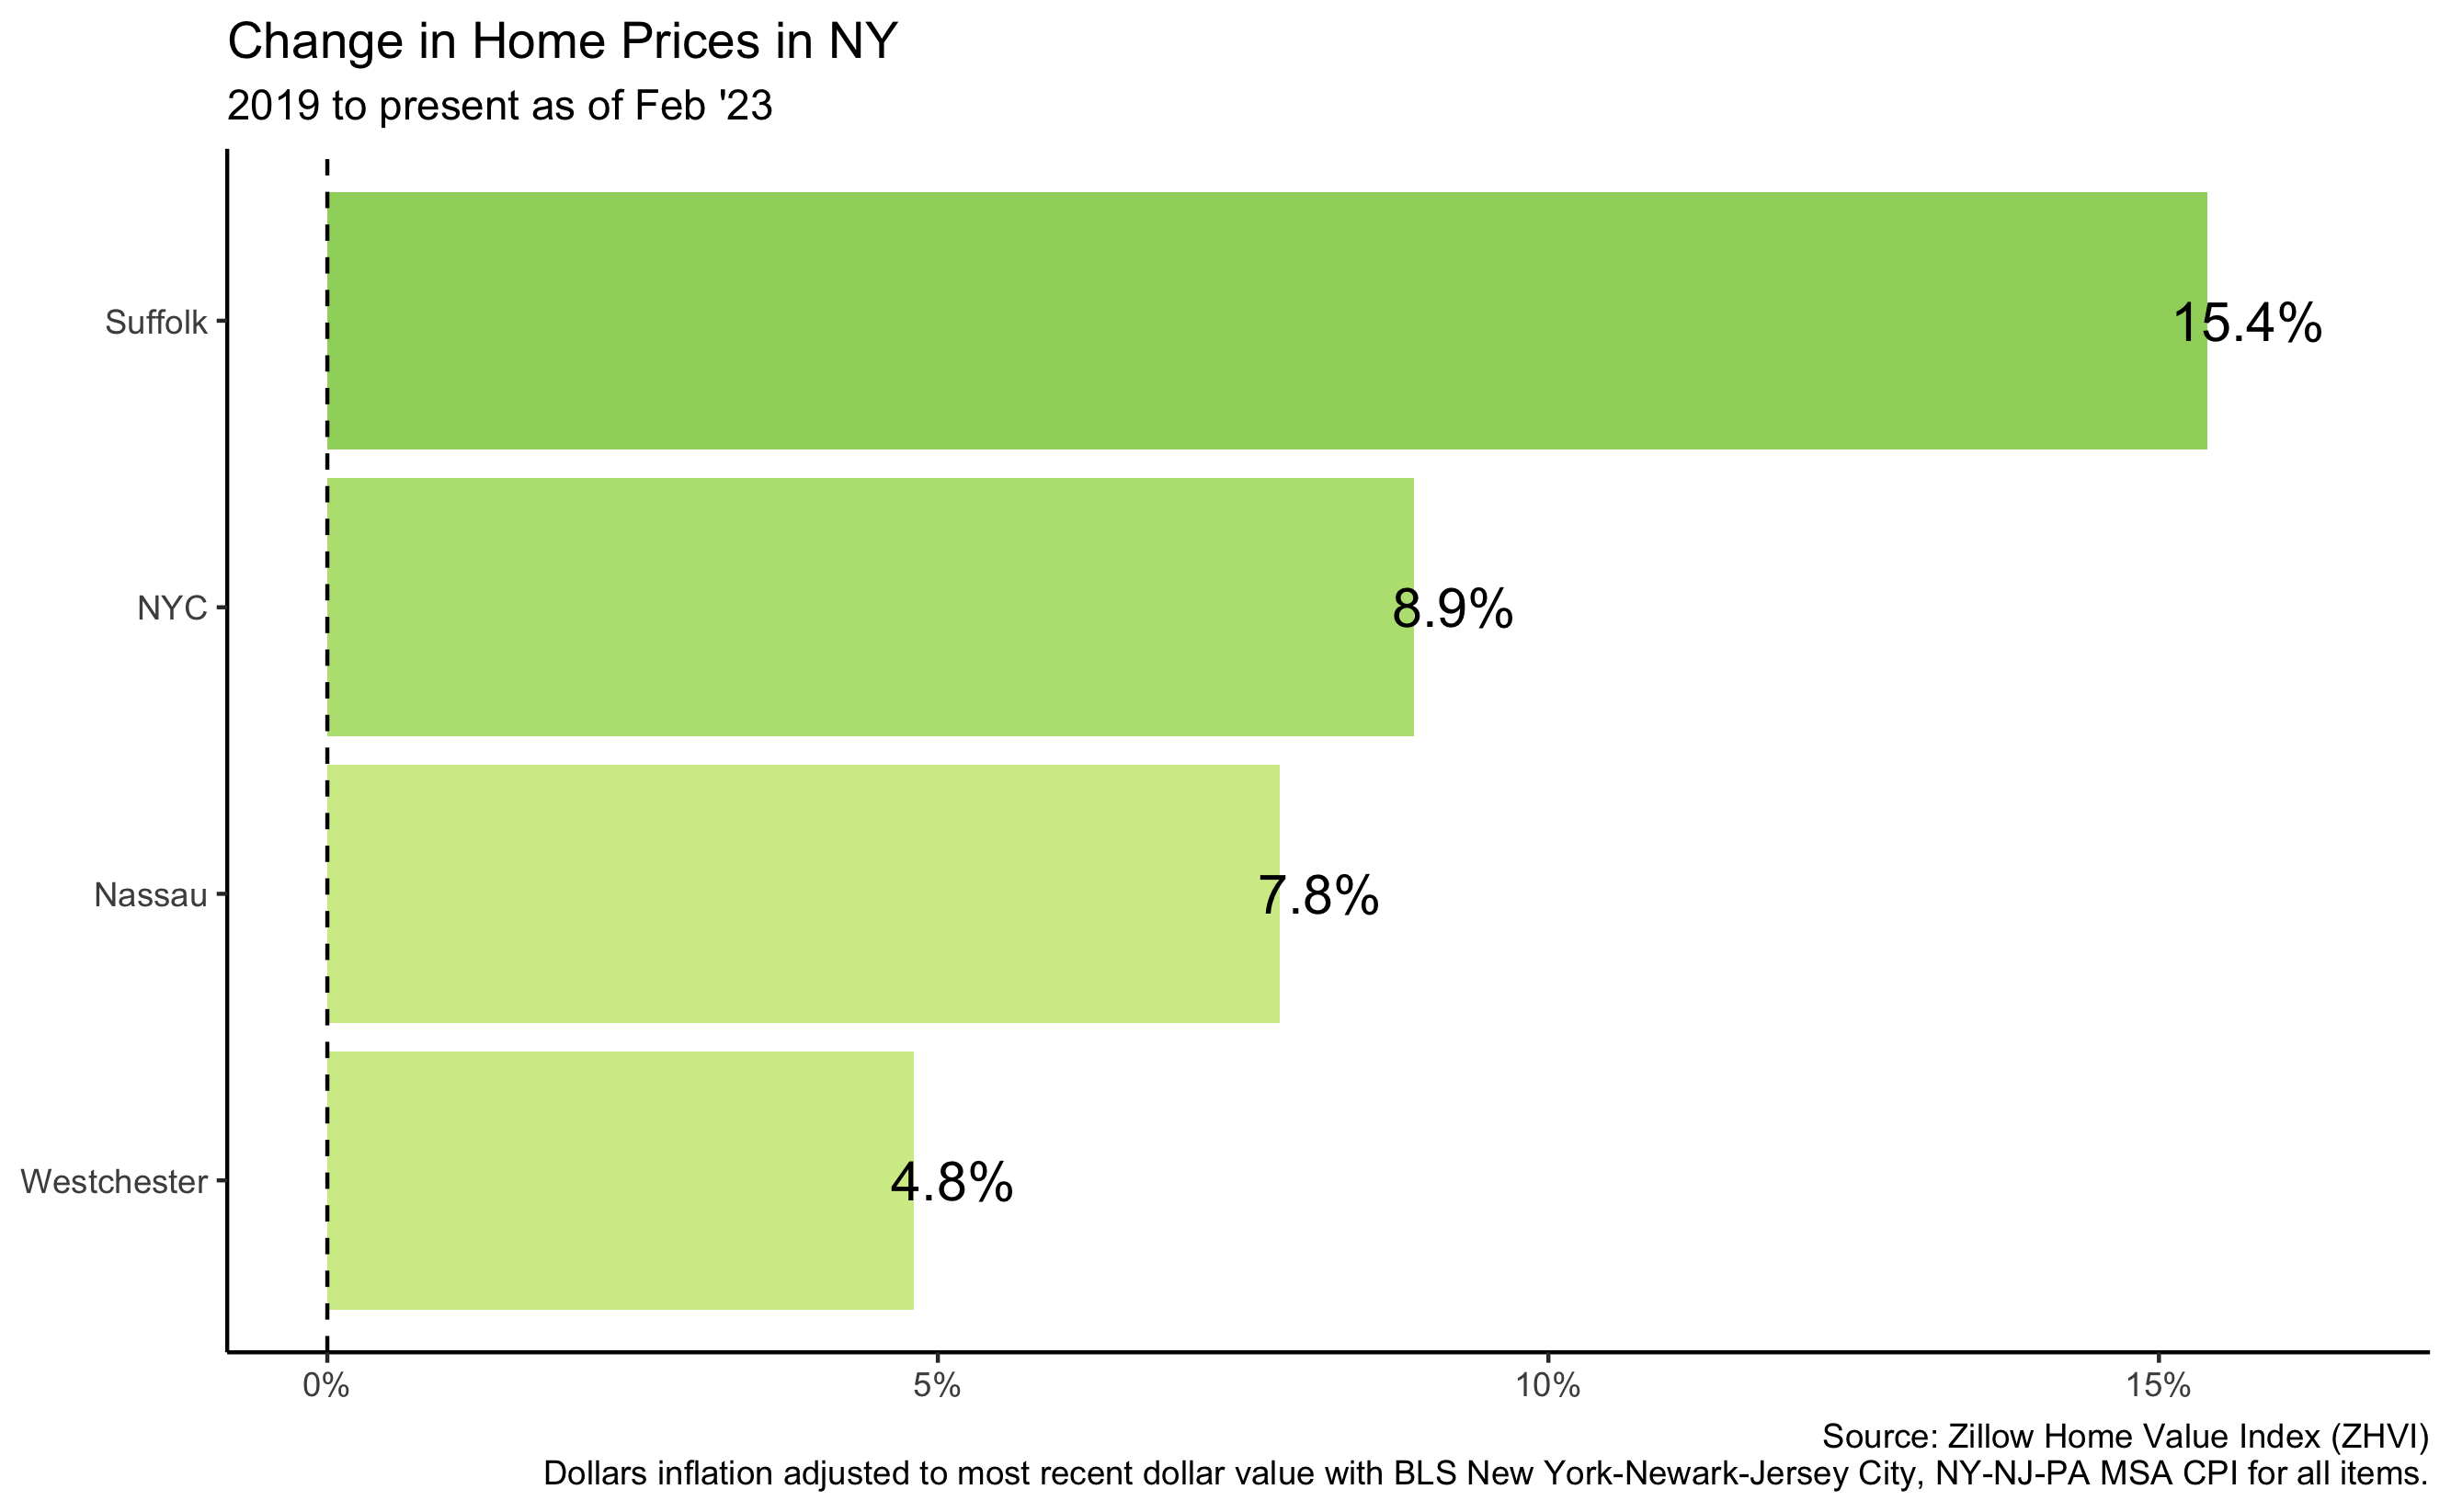 Change in Home Prices in NY
2019 to present as of Feb '23
Suffolk
15.4%
NYC
8.9%
Nassau
7.8%
Westchester
4.8%
0%
5%
10%
15%
Source: Zillow Home Value Index (ZHVI)
Dollars inflation adjusted to most recent dollar value with BLS New York-Newark-Jersey City, NY-NJ-PA MSA CPI for all items.